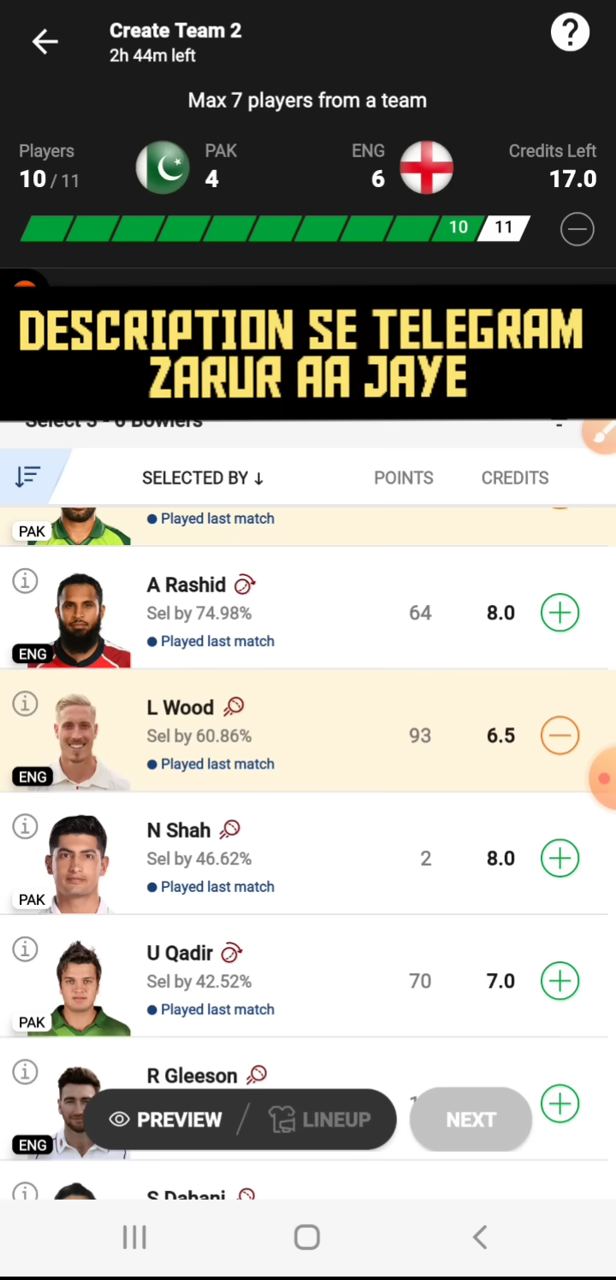 Create Team 2
2h 44m left
Max 7 players from a team
Players
10 / 11
PAK
4
ENG
6
Credits Left
17.0
10
11
DESCRIPTION SE TELEGRAM
ZARUR AA JAYE
SELECTED BY ↓
POINTS
CREDITS
PAK
Played last match
A Rashid
Sel by 74.98%
64
8.0
Played last match
ENG
L Wood
Sel by 60.86%
93
6.5
Played last match
ENG
N Shah
Sel by 46.62%
2
8.0
Played last match
PAK
U Qadir
Sel by 42.52%
70
7.0
Played last match
PAK
R Gleeson
ENG
PREVIEW / LINEUP
NEXT